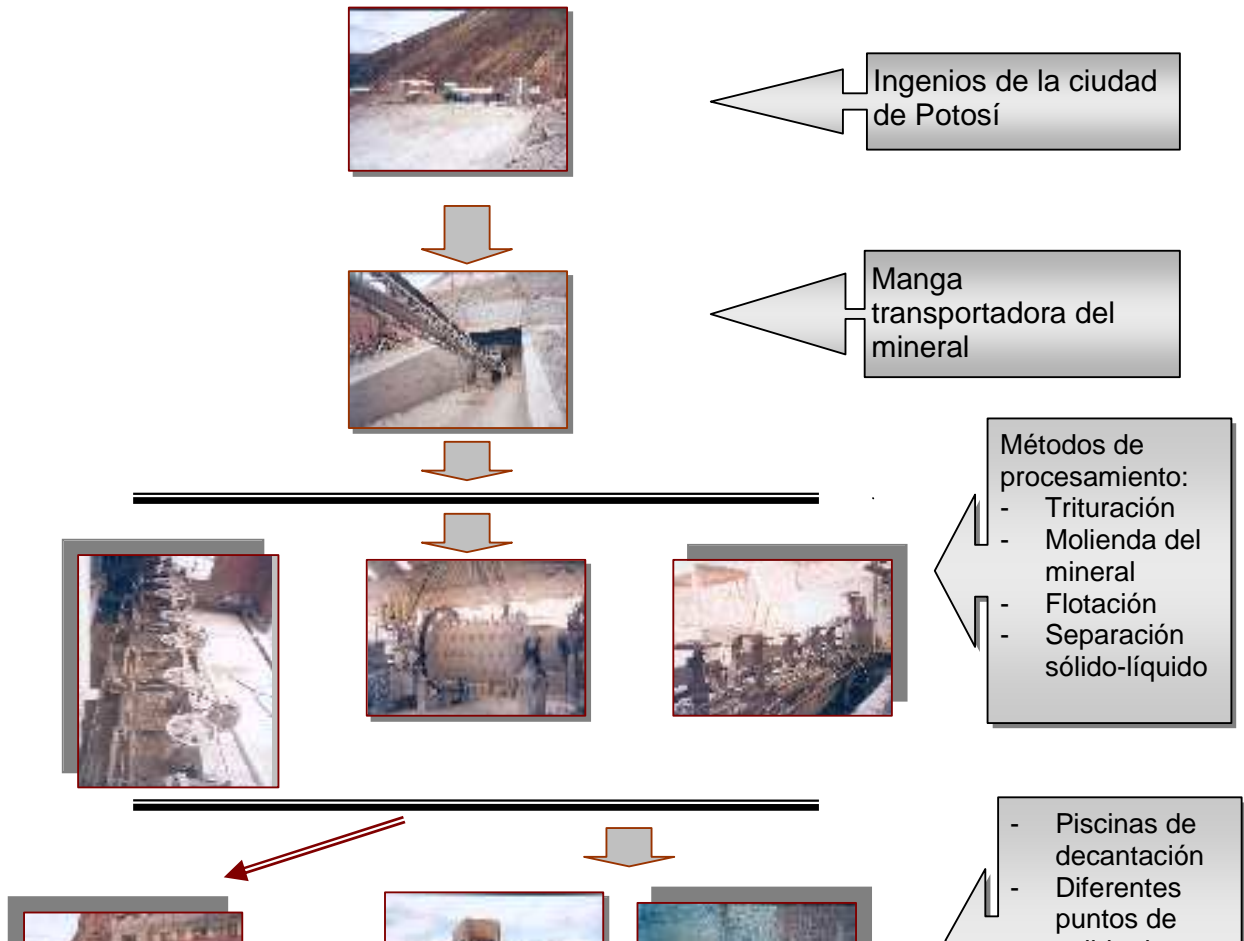 Ingenios de la ciudad
de Potosí
Manga
transportadora del
mineral
Métodos de
procesamiento:
- Trituración
- Molienda del
mineral
- Flotación
- Separación
sólido-líquido
- Piscinas de
decantación
- Diferentes
puntos de